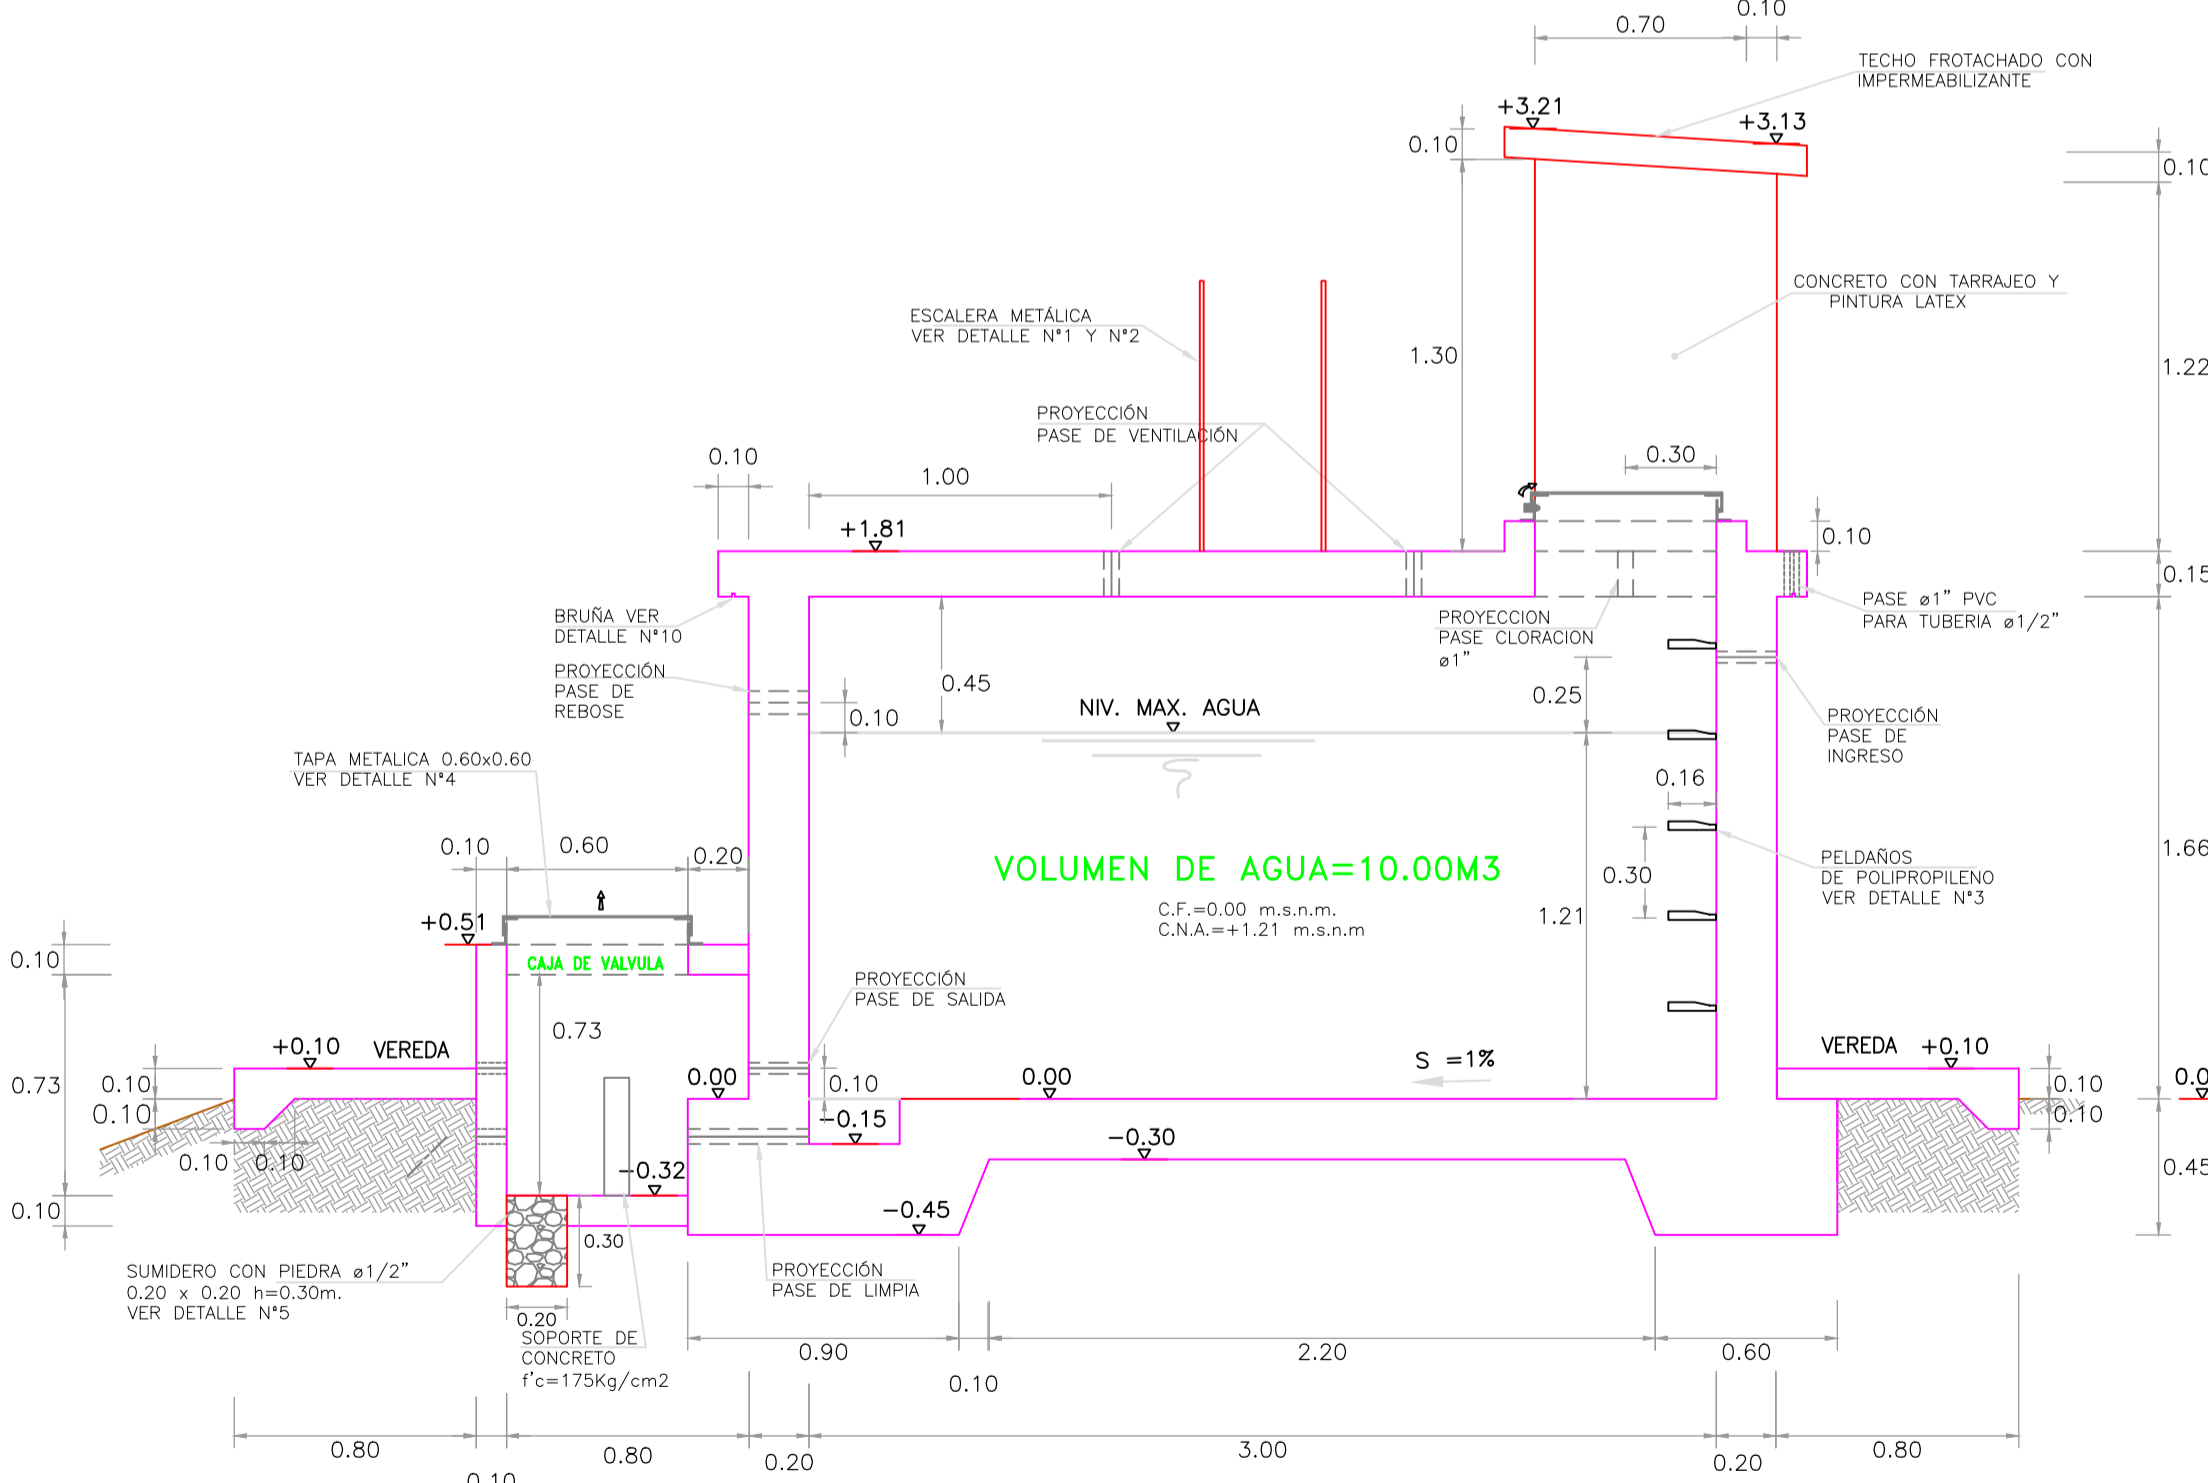 0.10
0.70
TECHO FROTACHADO CON
IMPERMEABILIZANTE
+3.21
+3.13
0.10
0.10
CONCRETO CON TARRAJEO Y
PINTURA LATEX
ESCALERA METÁLICA
VER DETALLE N°1 Y N°2
1.30
1.22
PROYECCIÓN
PASE DE VENTILACIÓN
0.10
1.00
0.30
+1.81
0.10
0.15
BRUÑA VER
DETALLE N°10
PROYECCION
PASE CLORACION
ø1"
PASE ø1" PVC
PARA TUBERIA ø1/2"
PROYECCIÓN
PASE DE
REBOSE
0.45
0.10
NIV. MAX. AGUA
0.25
PROYECCIÓN
PASE DE
INGRESO
TAPA METALICA 0.60x0.60
VER DETALLE N°4
0.16
0.10
0.60
0.20
VOLUMEN DE AGUA=10.00M3
C.F.=0.00 m.s.n.m.
C.N.A.=+1.21 m.s.n.m
0.30
1.21
PELDAÑOS
DE POLIPROPILENO
VER DETALLE N°3
1.66
+0.51
0.10
CAJA DE VALVULA
PROYECCIÓN
PASE DE SALIDA
0.73
+0.10
VEREDA
S =1%
VEREDA
+0.10
0.73
0.10
0.10
0.00
0.10
0.00
-0.15
0.10
0.10
0.0
0.10
0.10
-0.32
-0.30
0.45
0.10
-0.45
0.30
SUMIDERO CON PIEDRA ø1/2"
0.20 x 0.20 h=0.30m.
VER DETALLE N°5
PROYECCIÓN
PASE DE LIMPIA
0.20
SOPORTE DE
CONCRETO
f'c=175Kg/cm2
0.90
0.10
2.20
0.60
0.80
0.10
0.80
0.20
3.00
0.20
0.80